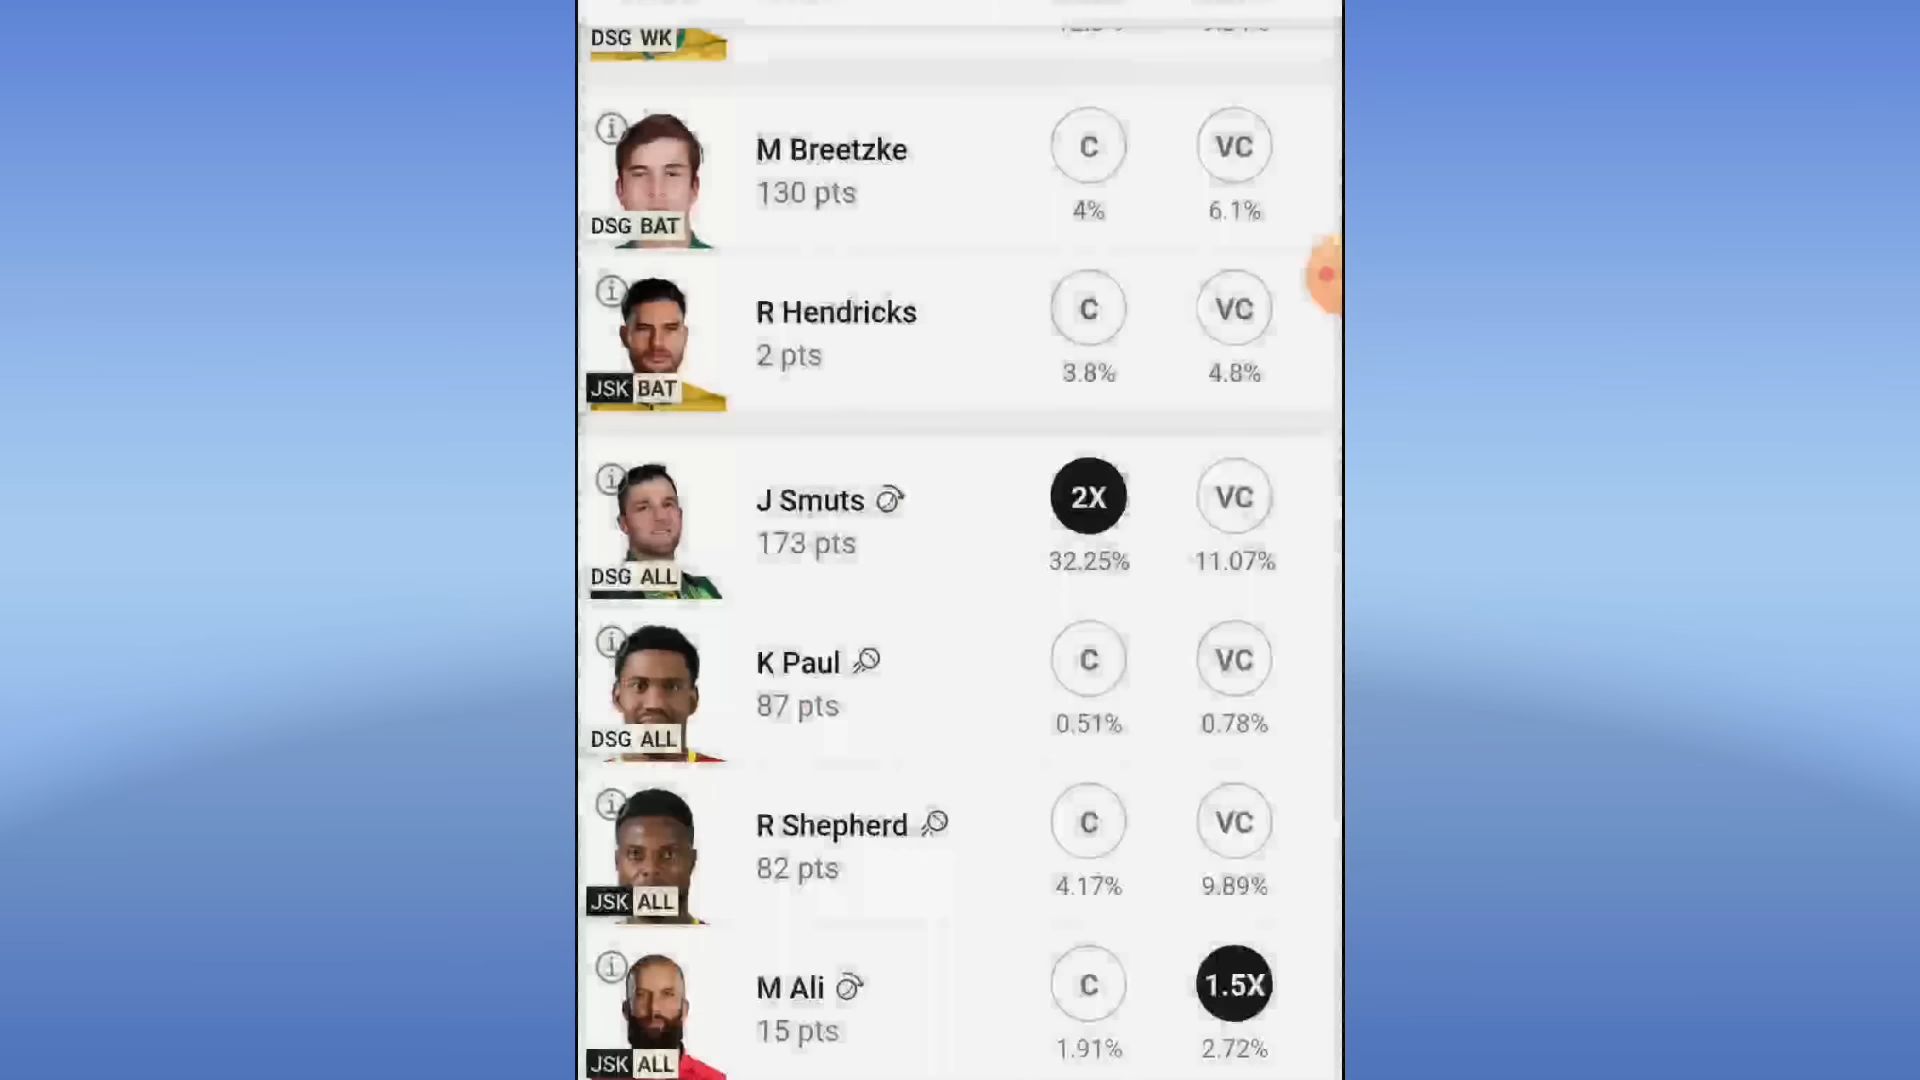 DSG WK
M Breetzke
130 pts
C
VC
4%
6.1%
DSG BAT
R Hendricks
2 pts
C
VC
3.8%
4.8%
JSK BAT
J Smuts
173 pts
2X
VC
32.25%
11.07%
DSG ALL
K Paul
87 pts
C
VC
0.51%
0.78%
DSG ALL
R Shepherd
82 pts
C
VC
4.17%
9.89%
JSK ALL
M Ali
15 pts
C
1.5X
1.91%
2.72%
JSK ALL